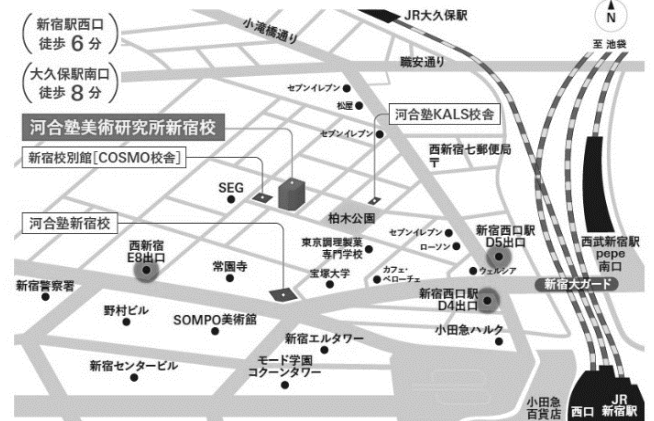 新宿駅西口
徒歩6分
大久保駅南口
徒歩8分
小滝橋通り
JR大久保駅
N
至 池袋
職安通り
セブンイレブン
松屋
セブンイレブン
河合塾KALS校舎
河合塾美術研究所新宿校
新宿校別館[COSMO校舎]
西新宿七郵便局
〒
SEG
柏木公園
河合塾新宿校
西新宿
E8出口
常園寺
東京調理製菓
専門学校
宝塚大学
セブンイレブン
ローソン
新宿西口駅
D5出口
西武新宿駅
pepe
南口
カフェ・
ベローチェ
ウェルシア
新宿大ガード
新宿警察署
野村ビル
SOMPO美術館
新宿西口駅
D4出口
新宿エルタワー
小田急ハルク
新宿センタービル
モード学園
コクーンタワー
小田急
百貨店
西口
JR
新宿駅